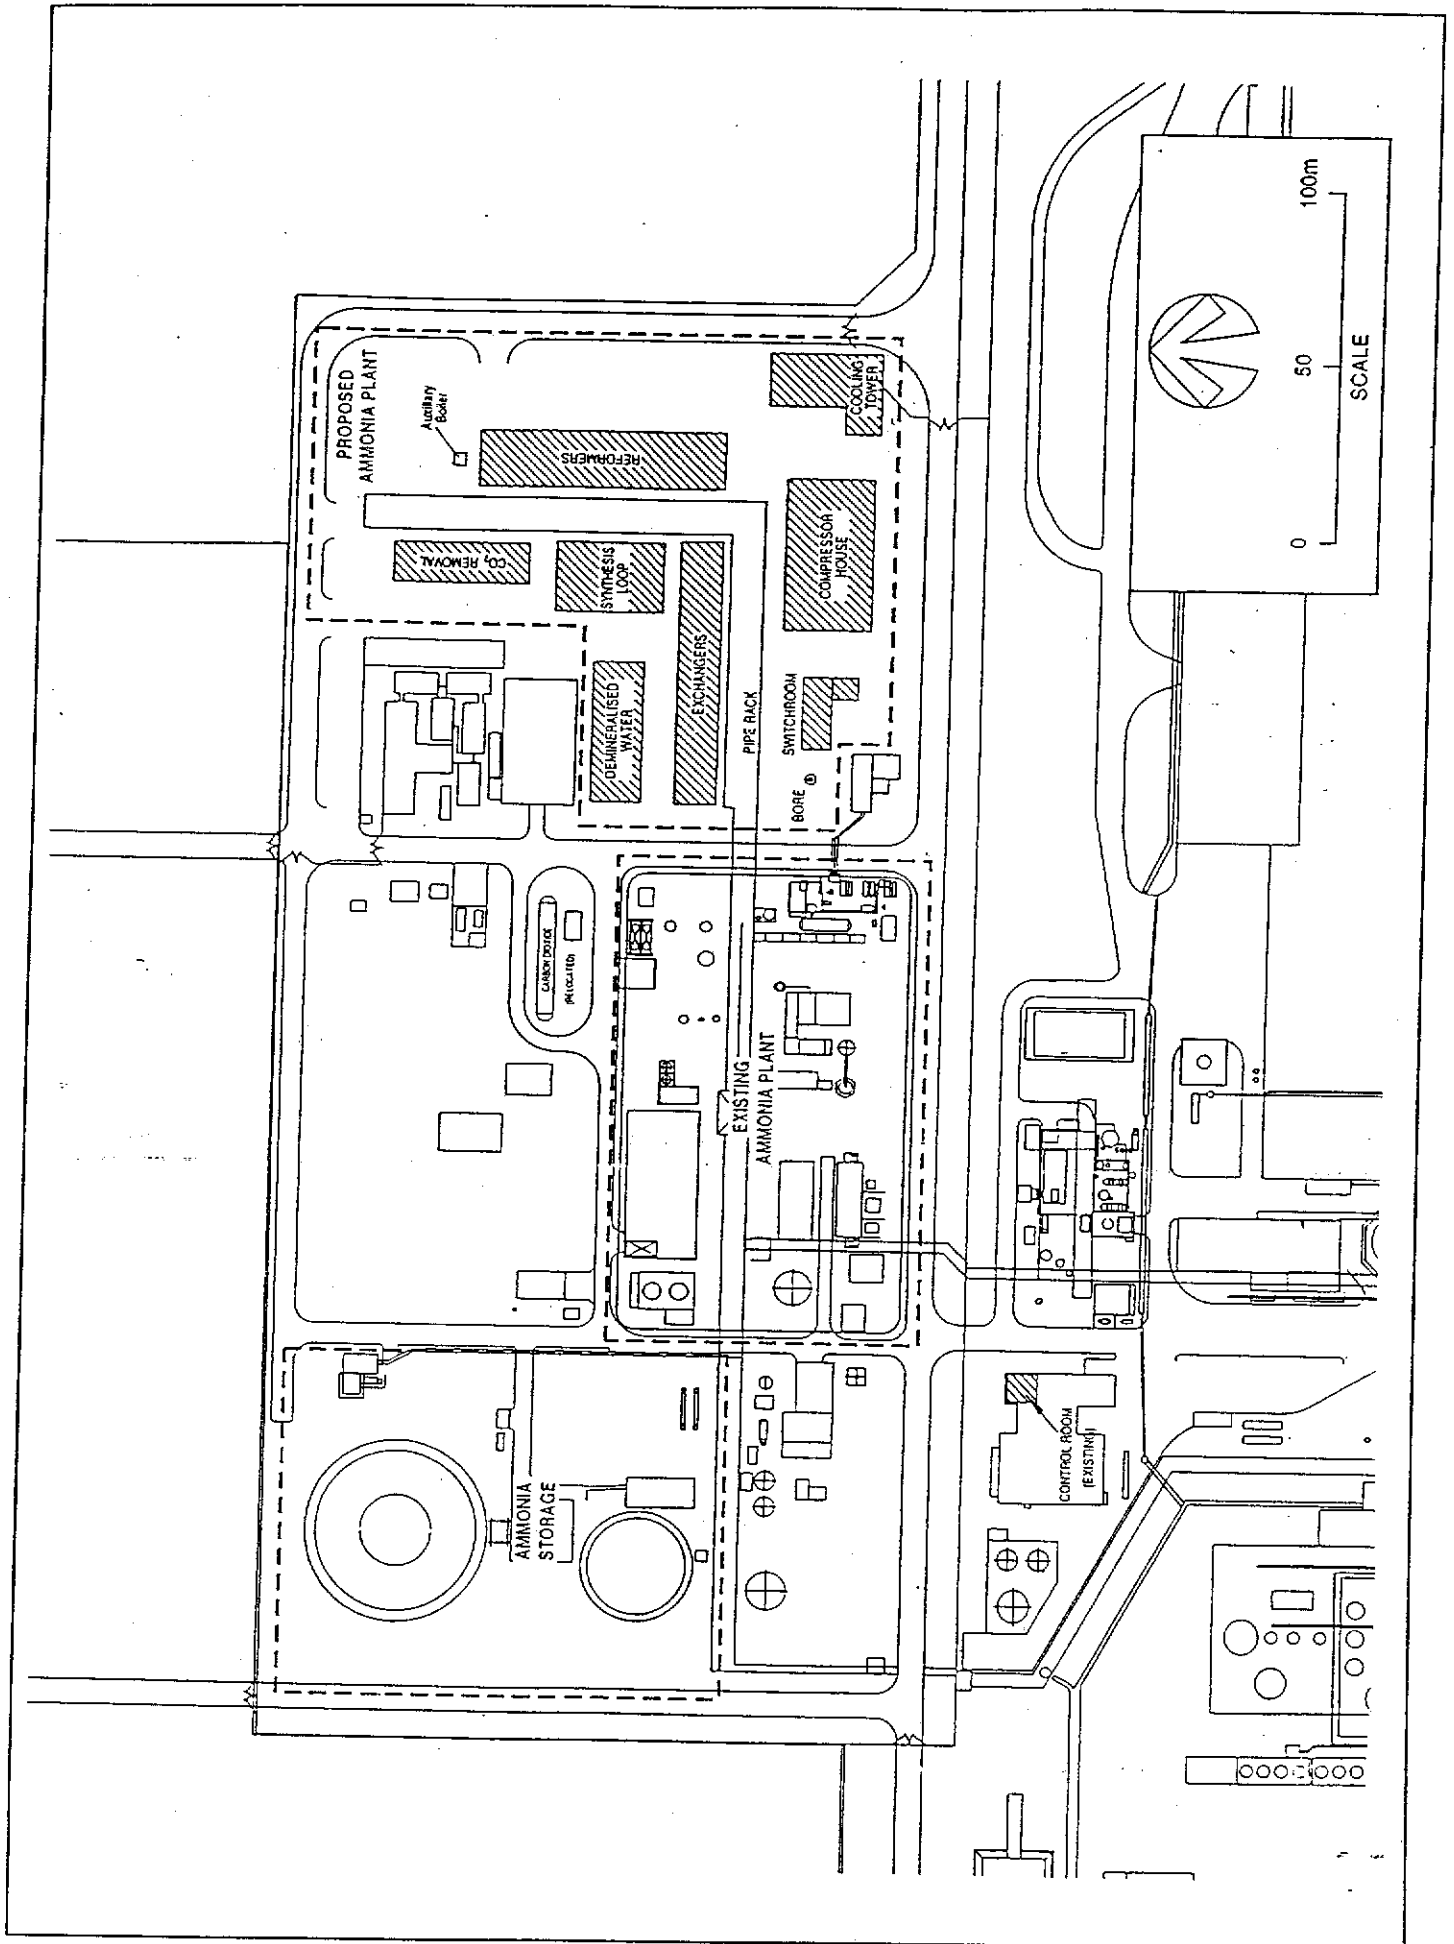 PROPOSED
AMMONIA PLANT
Auxillary
Boiler
REFORMERS
COOLING
TOWER
CO₂ REMOVAL
SYNTHESIS
LOOP
EXCHANGERS
COMPRESSOR
HOUSE
DEMINERALISED
WATER
PIPE RACK
SWITCHROOM
BORE
CARBON DIOXIDE
(RELOCATED)
EXISTING
AMMONIA PLANT
AMMONIA
STORAGE
CONTROL ROOM
(EXISTING)
0
50
100m
SCALE